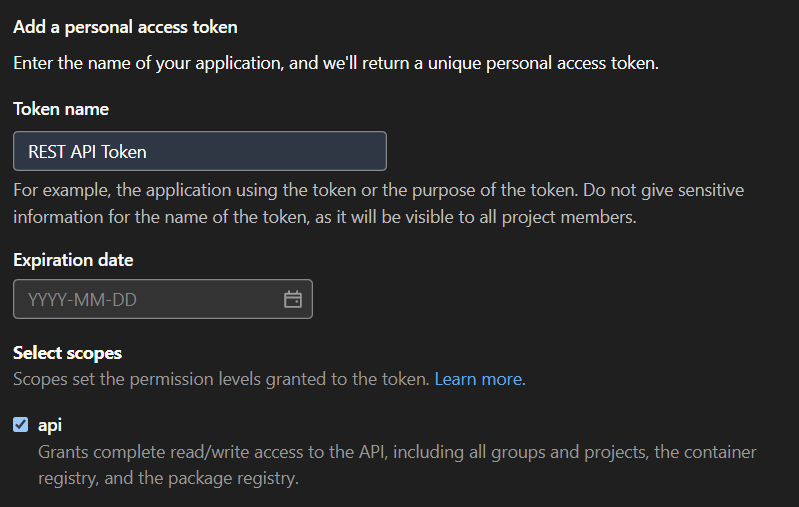 Add a personal access token
Enter the name of your application, and we'll return a unique personal access token.
Token name
REST API Token
For example, the application using the token or the purpose of the token. Do not give sensitive
information for the name of the token, as it will be visible to all project members.
Expiration date
YYYY-MM-DD
Select scopes
Scopes set the permission levels granted to the token. Learn more.
api
Grants complete read/write access to the API, including all groups and projects, the container
registry, and the package registry.